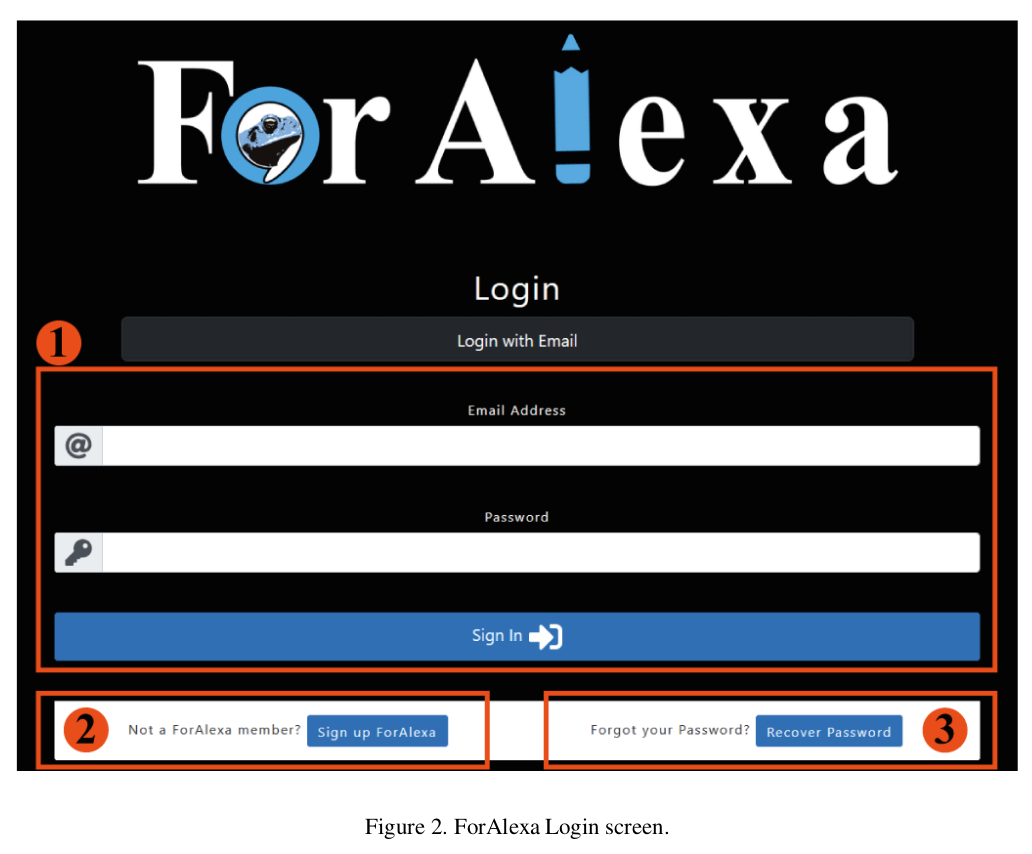 ForAlexa
Login
1
Login with Email
Email Address
@
Password
Sign In
2 Not a ForAlexa member? Sign up ForAlexa
Forgot your Password? Recover Password 3
Figure 2. ForAlexa Login screen.